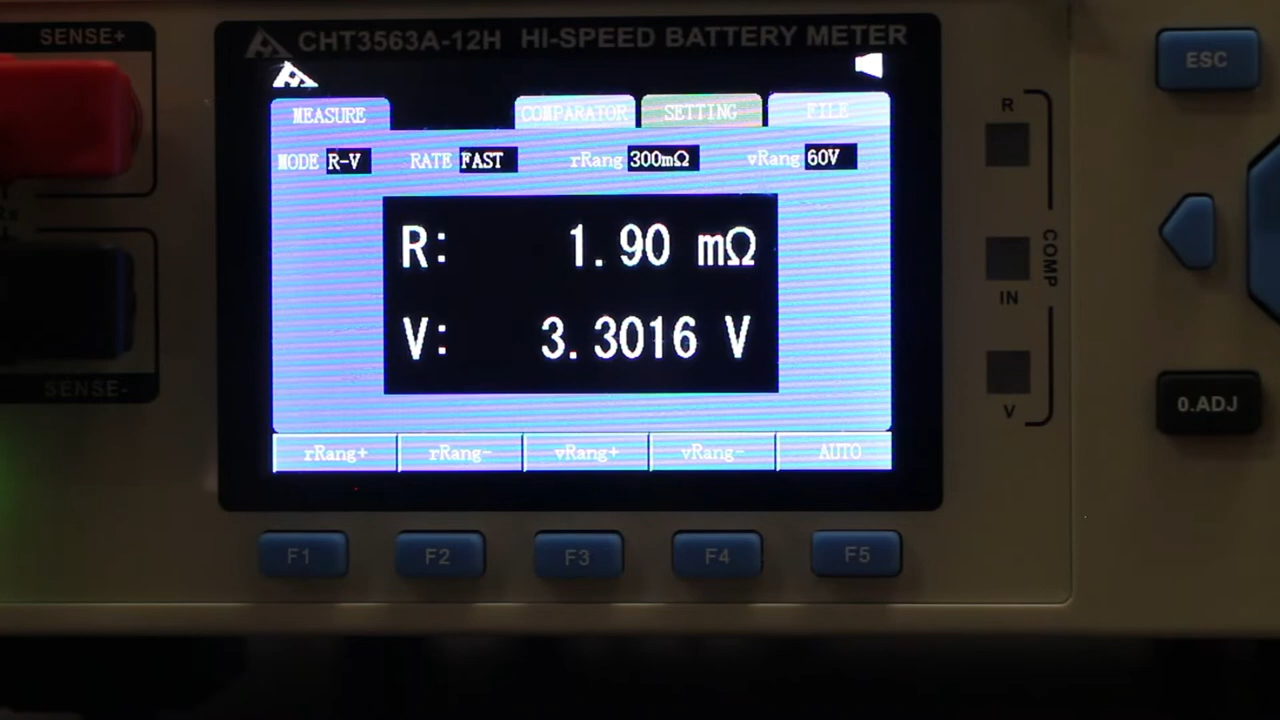 SENSE+
CHT3563A-12H HI-SPEED BATTERY METER
ESC
MEASURE COMPARATOR SETTING FILE
R
MODE R-V RATE FAST rRang 300mΩ vRang 60V
R: 1.90 mΩ
COMP
IN
V: 3.3016 V
SENSE-
V
0.ADJ
rRang+ rRang- vRang+ vRang- AUTO
F1 F2 F3 F4 F5